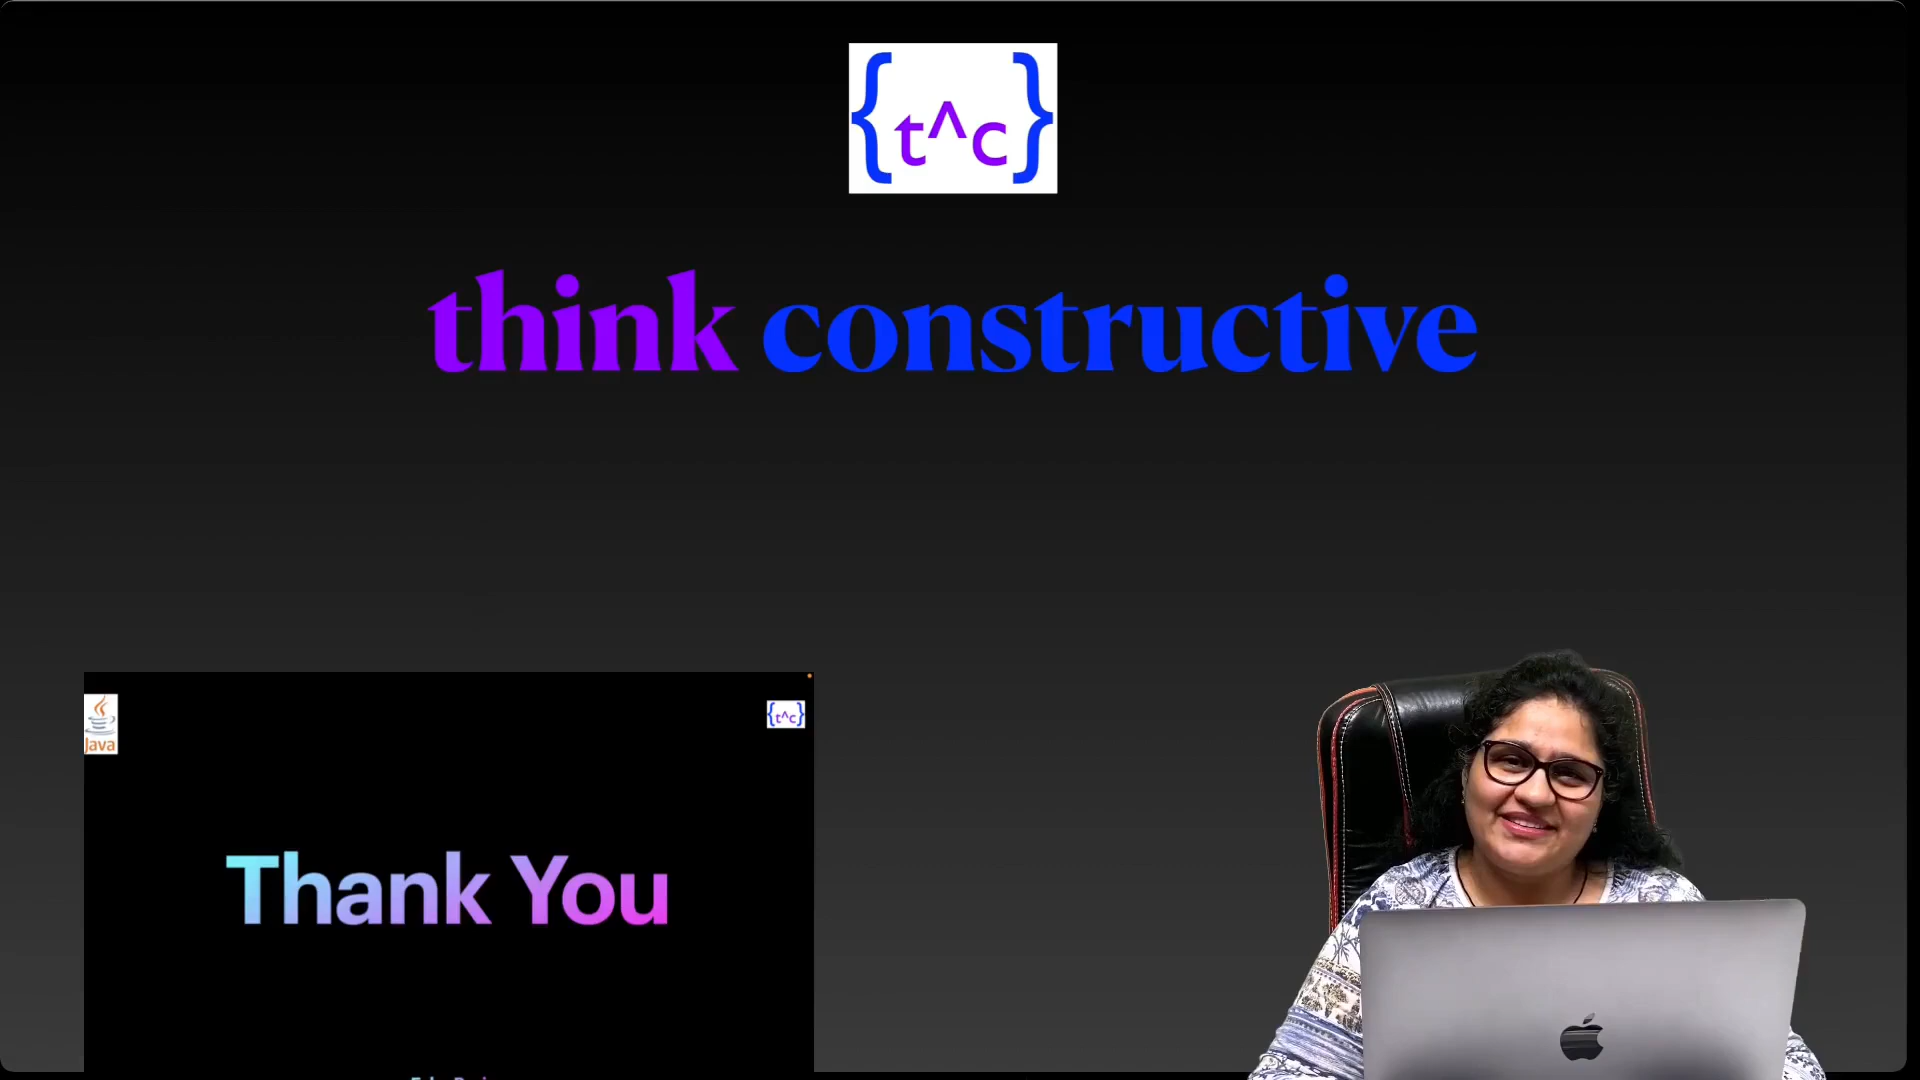 {t^c}
think constructive
Java
{t^c}
Thank You